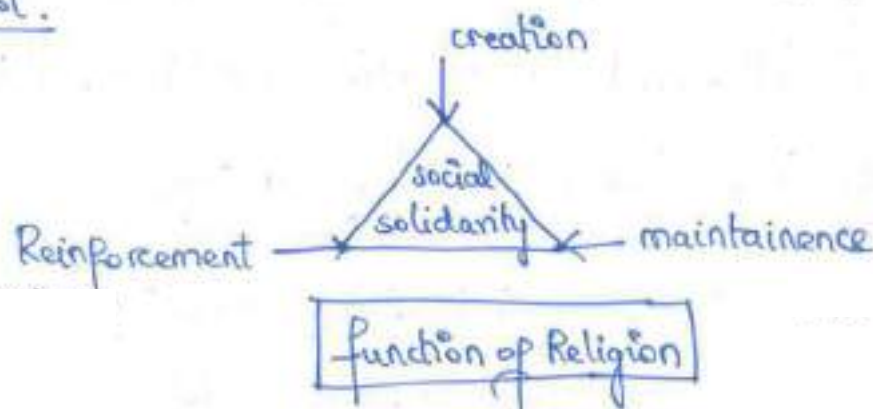 creation
social
solidarity
Reinforcement
maintainence
function of Religion